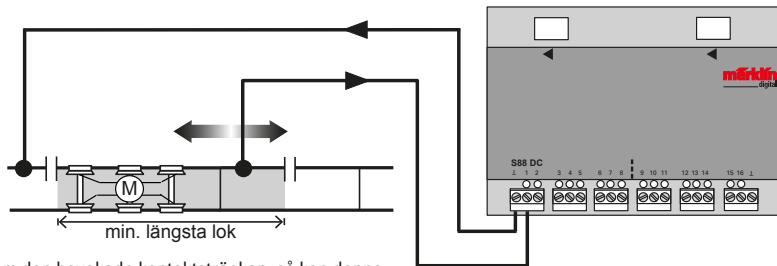 märklin
digital
S88 DC
⊥ 1 2 3 4 5 6 7 8 9 10 11 12 13 14 15 16 ⊥
M
min. längsta lok